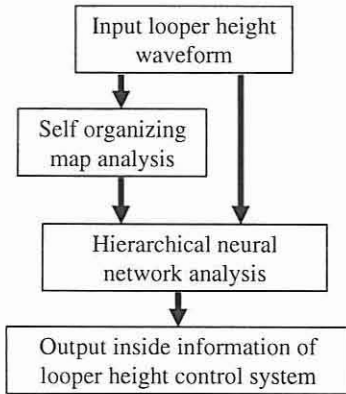 Input looper height
waveform
Self organizing
map analysis
Hierarchical neural
network analysis
Output inside information of
looper height control system